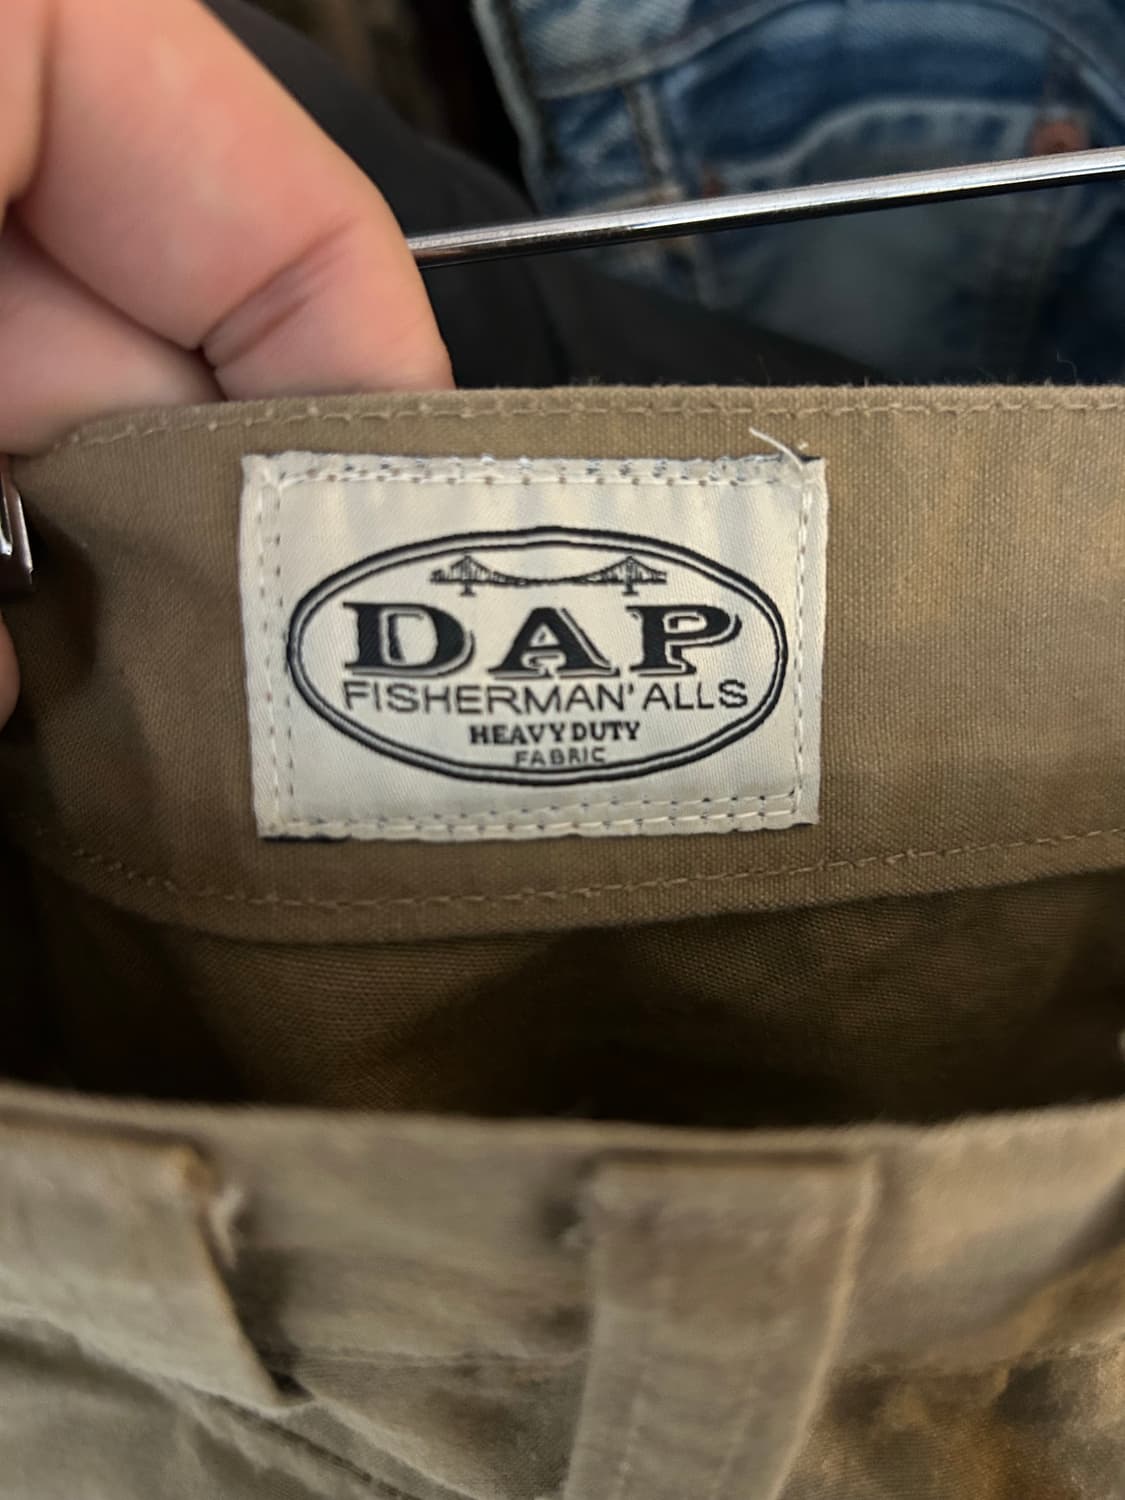 DAP
FISHERMAN' ALLS
HEAVY DUTY
FABRIC